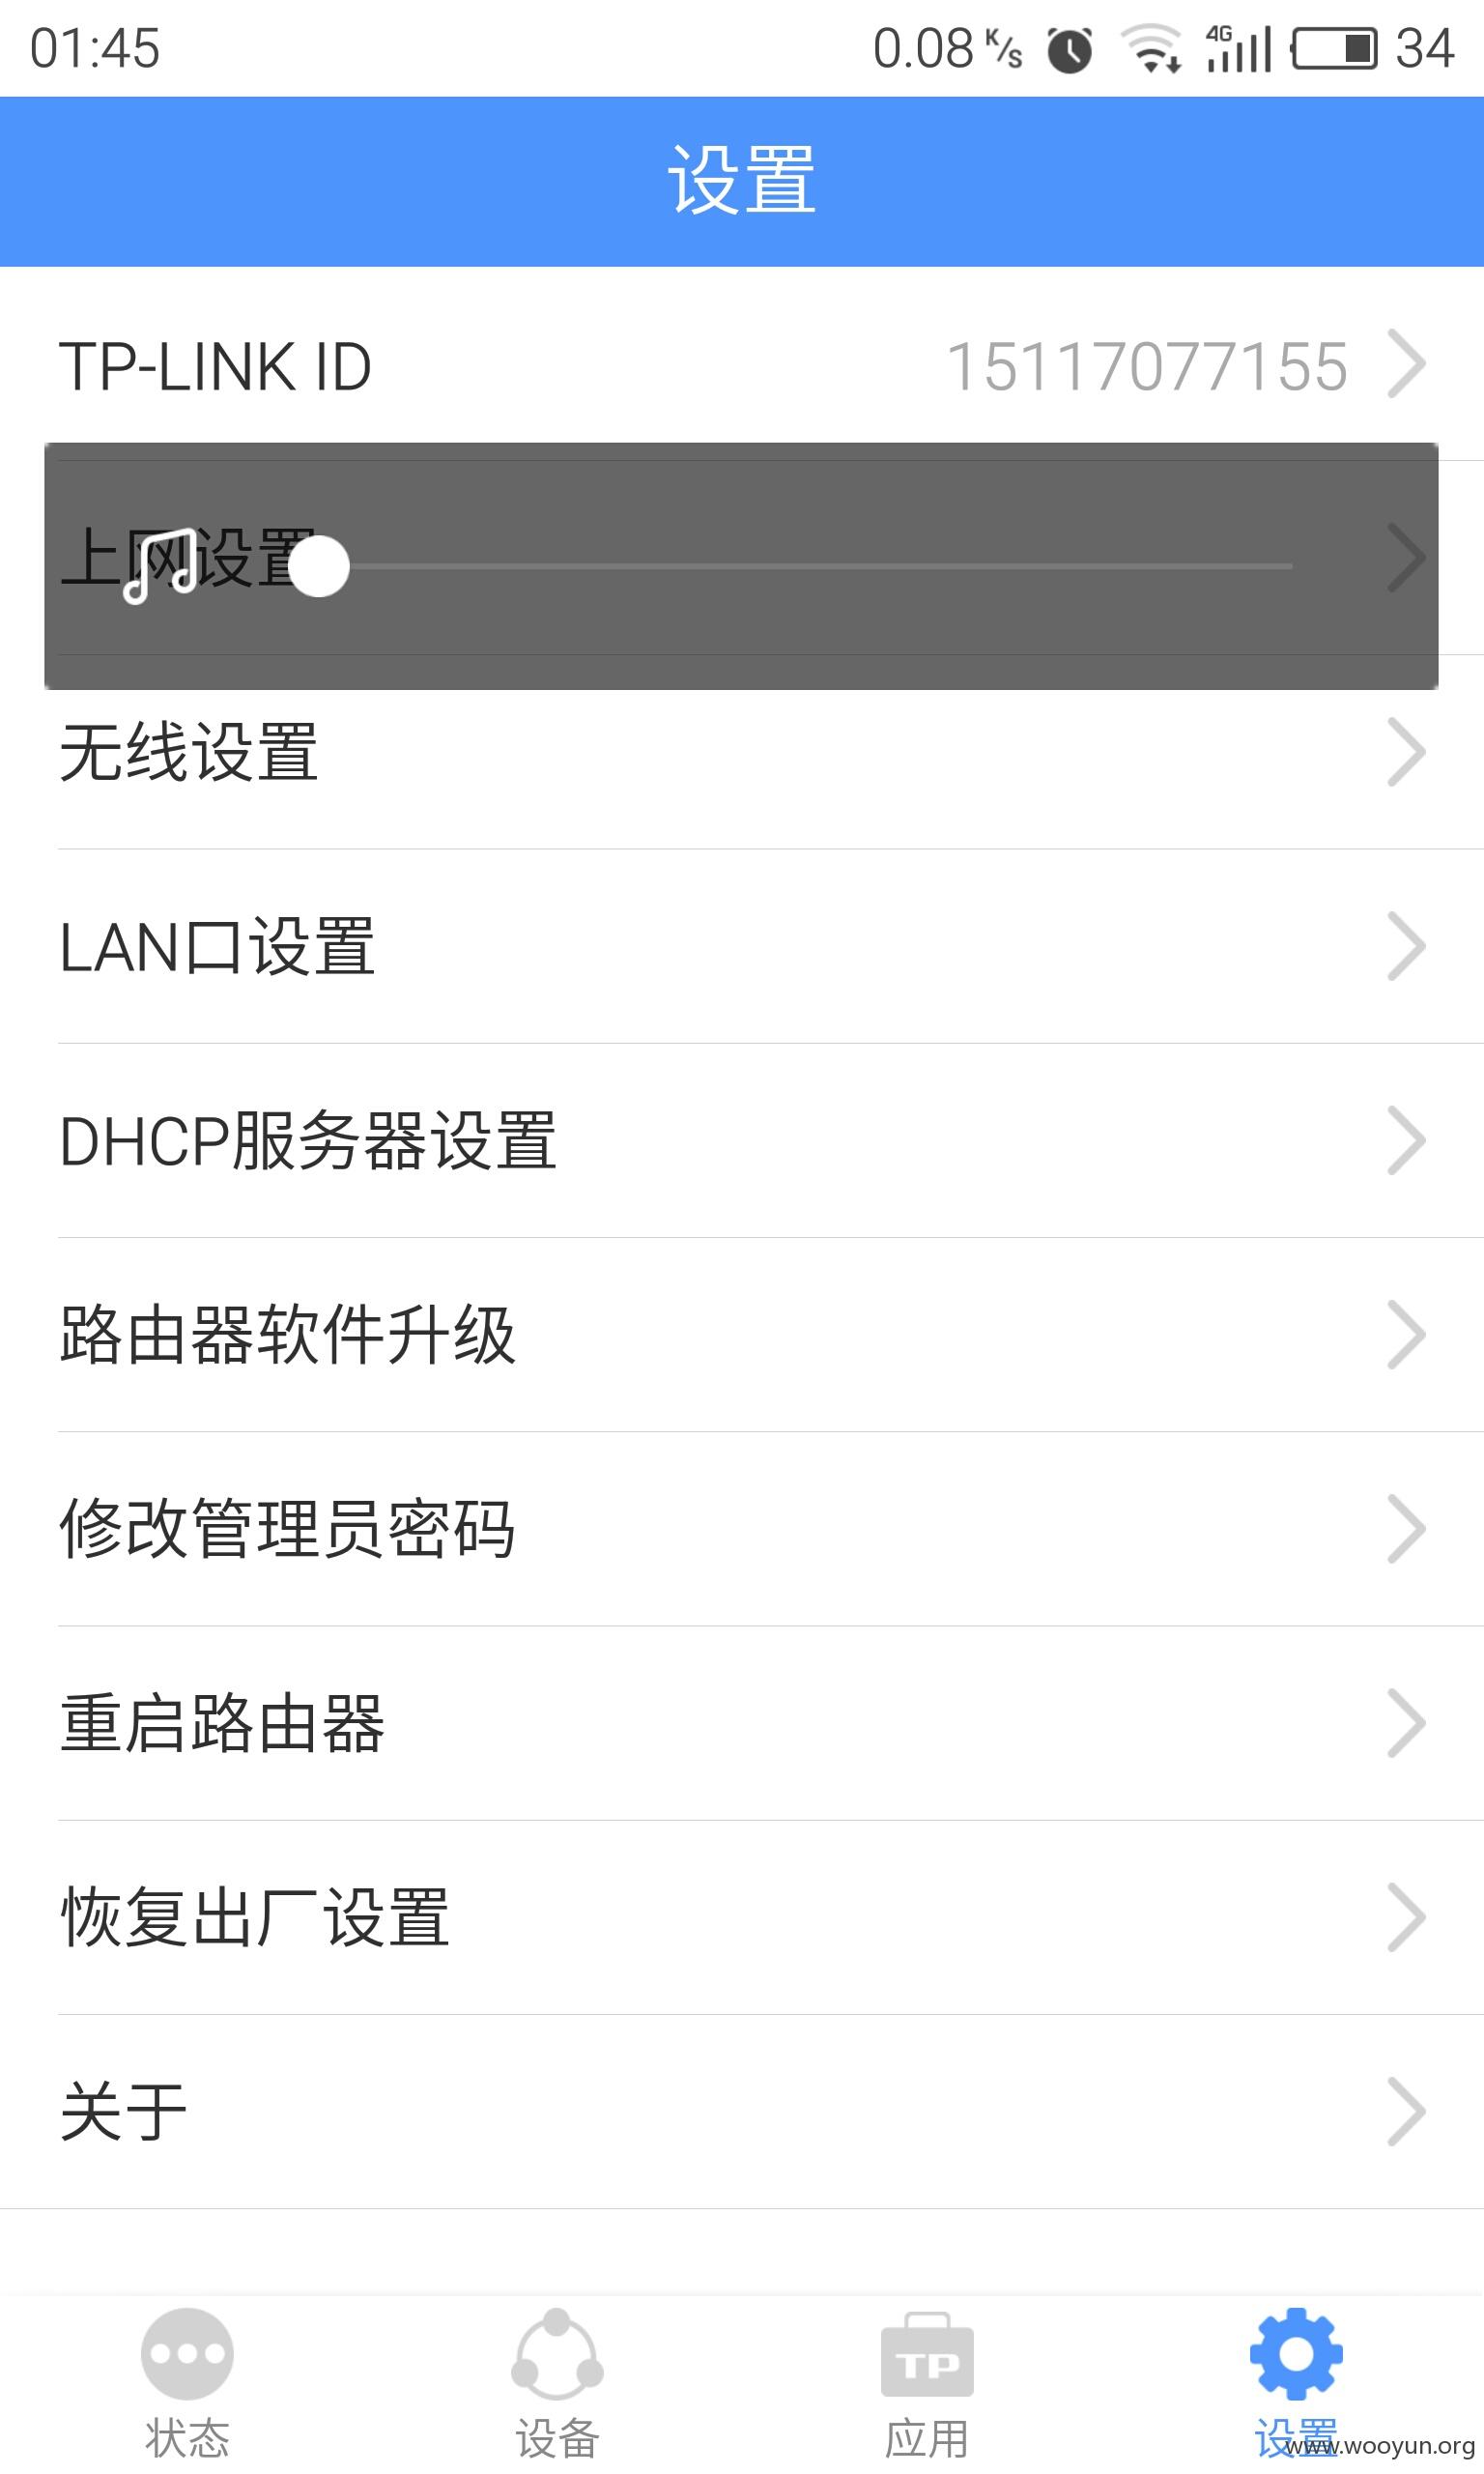 01:45 0.08 K/S 4G 34
设置
TP-LINK ID 15117077155
上网设置
无线设置
LAN口设置
DHCP服务器设置
路由器软件升级
修改管理员密码
重启路由器
恢复出厂设置
关于
TP
状态 设备 应用 设置
www.wooyun.org